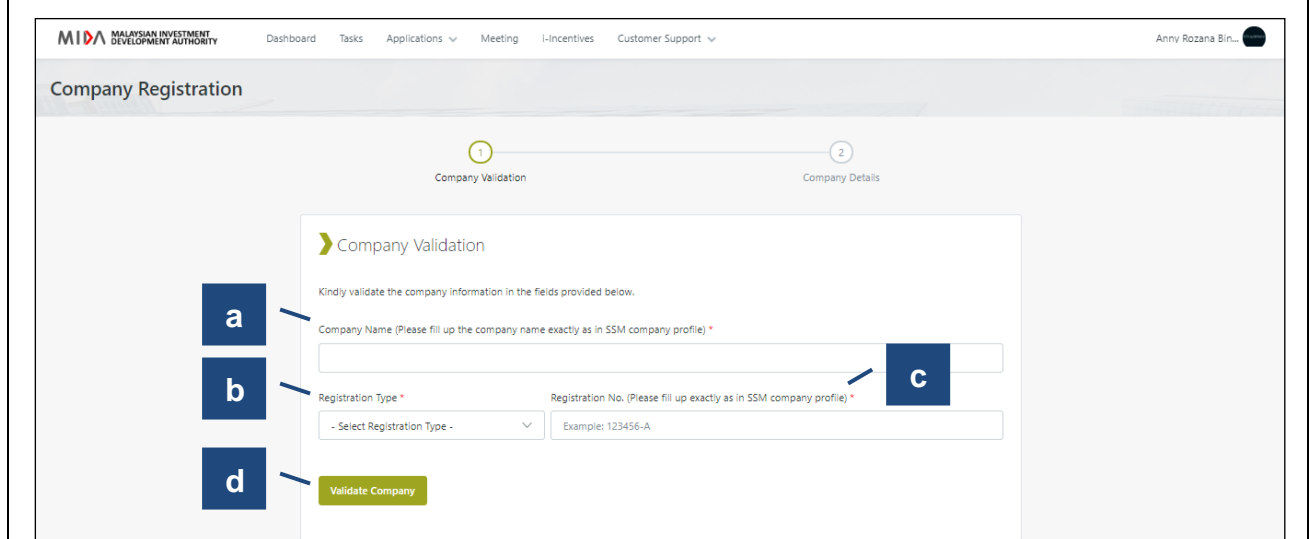 MIDA MALAYSIAN INVESTMENT DEVELOPMENT AUTHORITY Dashboard Tasks Applications Meeting i-Incentives Customer Support Anny Rozana Bin...
Company Registration
1 2
Company Validation Company Details
Company Validation
Kindly validate the company information in the fields provided below.
a
Company Name (Please fill up the company name exactly as in SSM company profile) *
c
b
Registration Type * Registration No. (Please fill up exactly as in SSM company profile) *
- Select Registration Type - Example: 123456-A
d
Validate Company